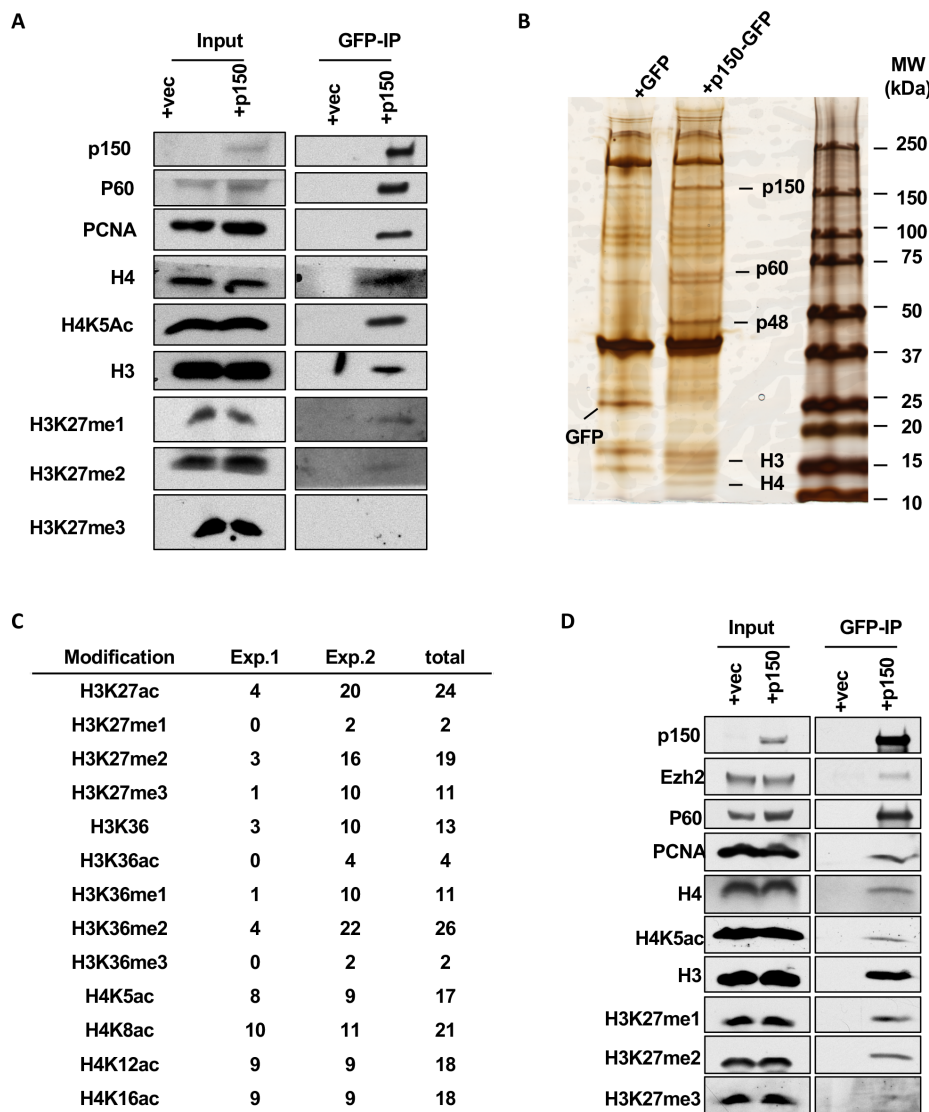 A
Input GFP-IP
+vec +p150 +vec +p150
p150
P60
PCNA
H4
H4K5Ac
H3
H3K27me1
H3K27me2
H3K27me3
B
+GFP +p150-GFP
MW
(kDa)
250
p150
150
100
75
p60
50
p48
37
25
GFP
20
H3
15
H4
10
C
Modification Exp.1 Exp.2 total
H3K27ac 4 20 24
H3K27me1 0 2 2
H3K27me2 3 16 19
H3K27me3 1 10 11
H3K36 3 10 13
H3K36ac 0 4 4
H3K36me1 1 10 11
H3K36me2 4 22 26
H3K36me3 0 2 2
H4K5ac 8 9 17
H4K8ac 10 11 21
H4K12ac 9 9 18
H4K16ac 9 9 18
D
Input GFP-IP
+vec +p150 +vec +p150
p150
Ezh2
P60
PCNA
H4
H4K5ac
H3
H3K27me1
H3K27me2
H3K27me3